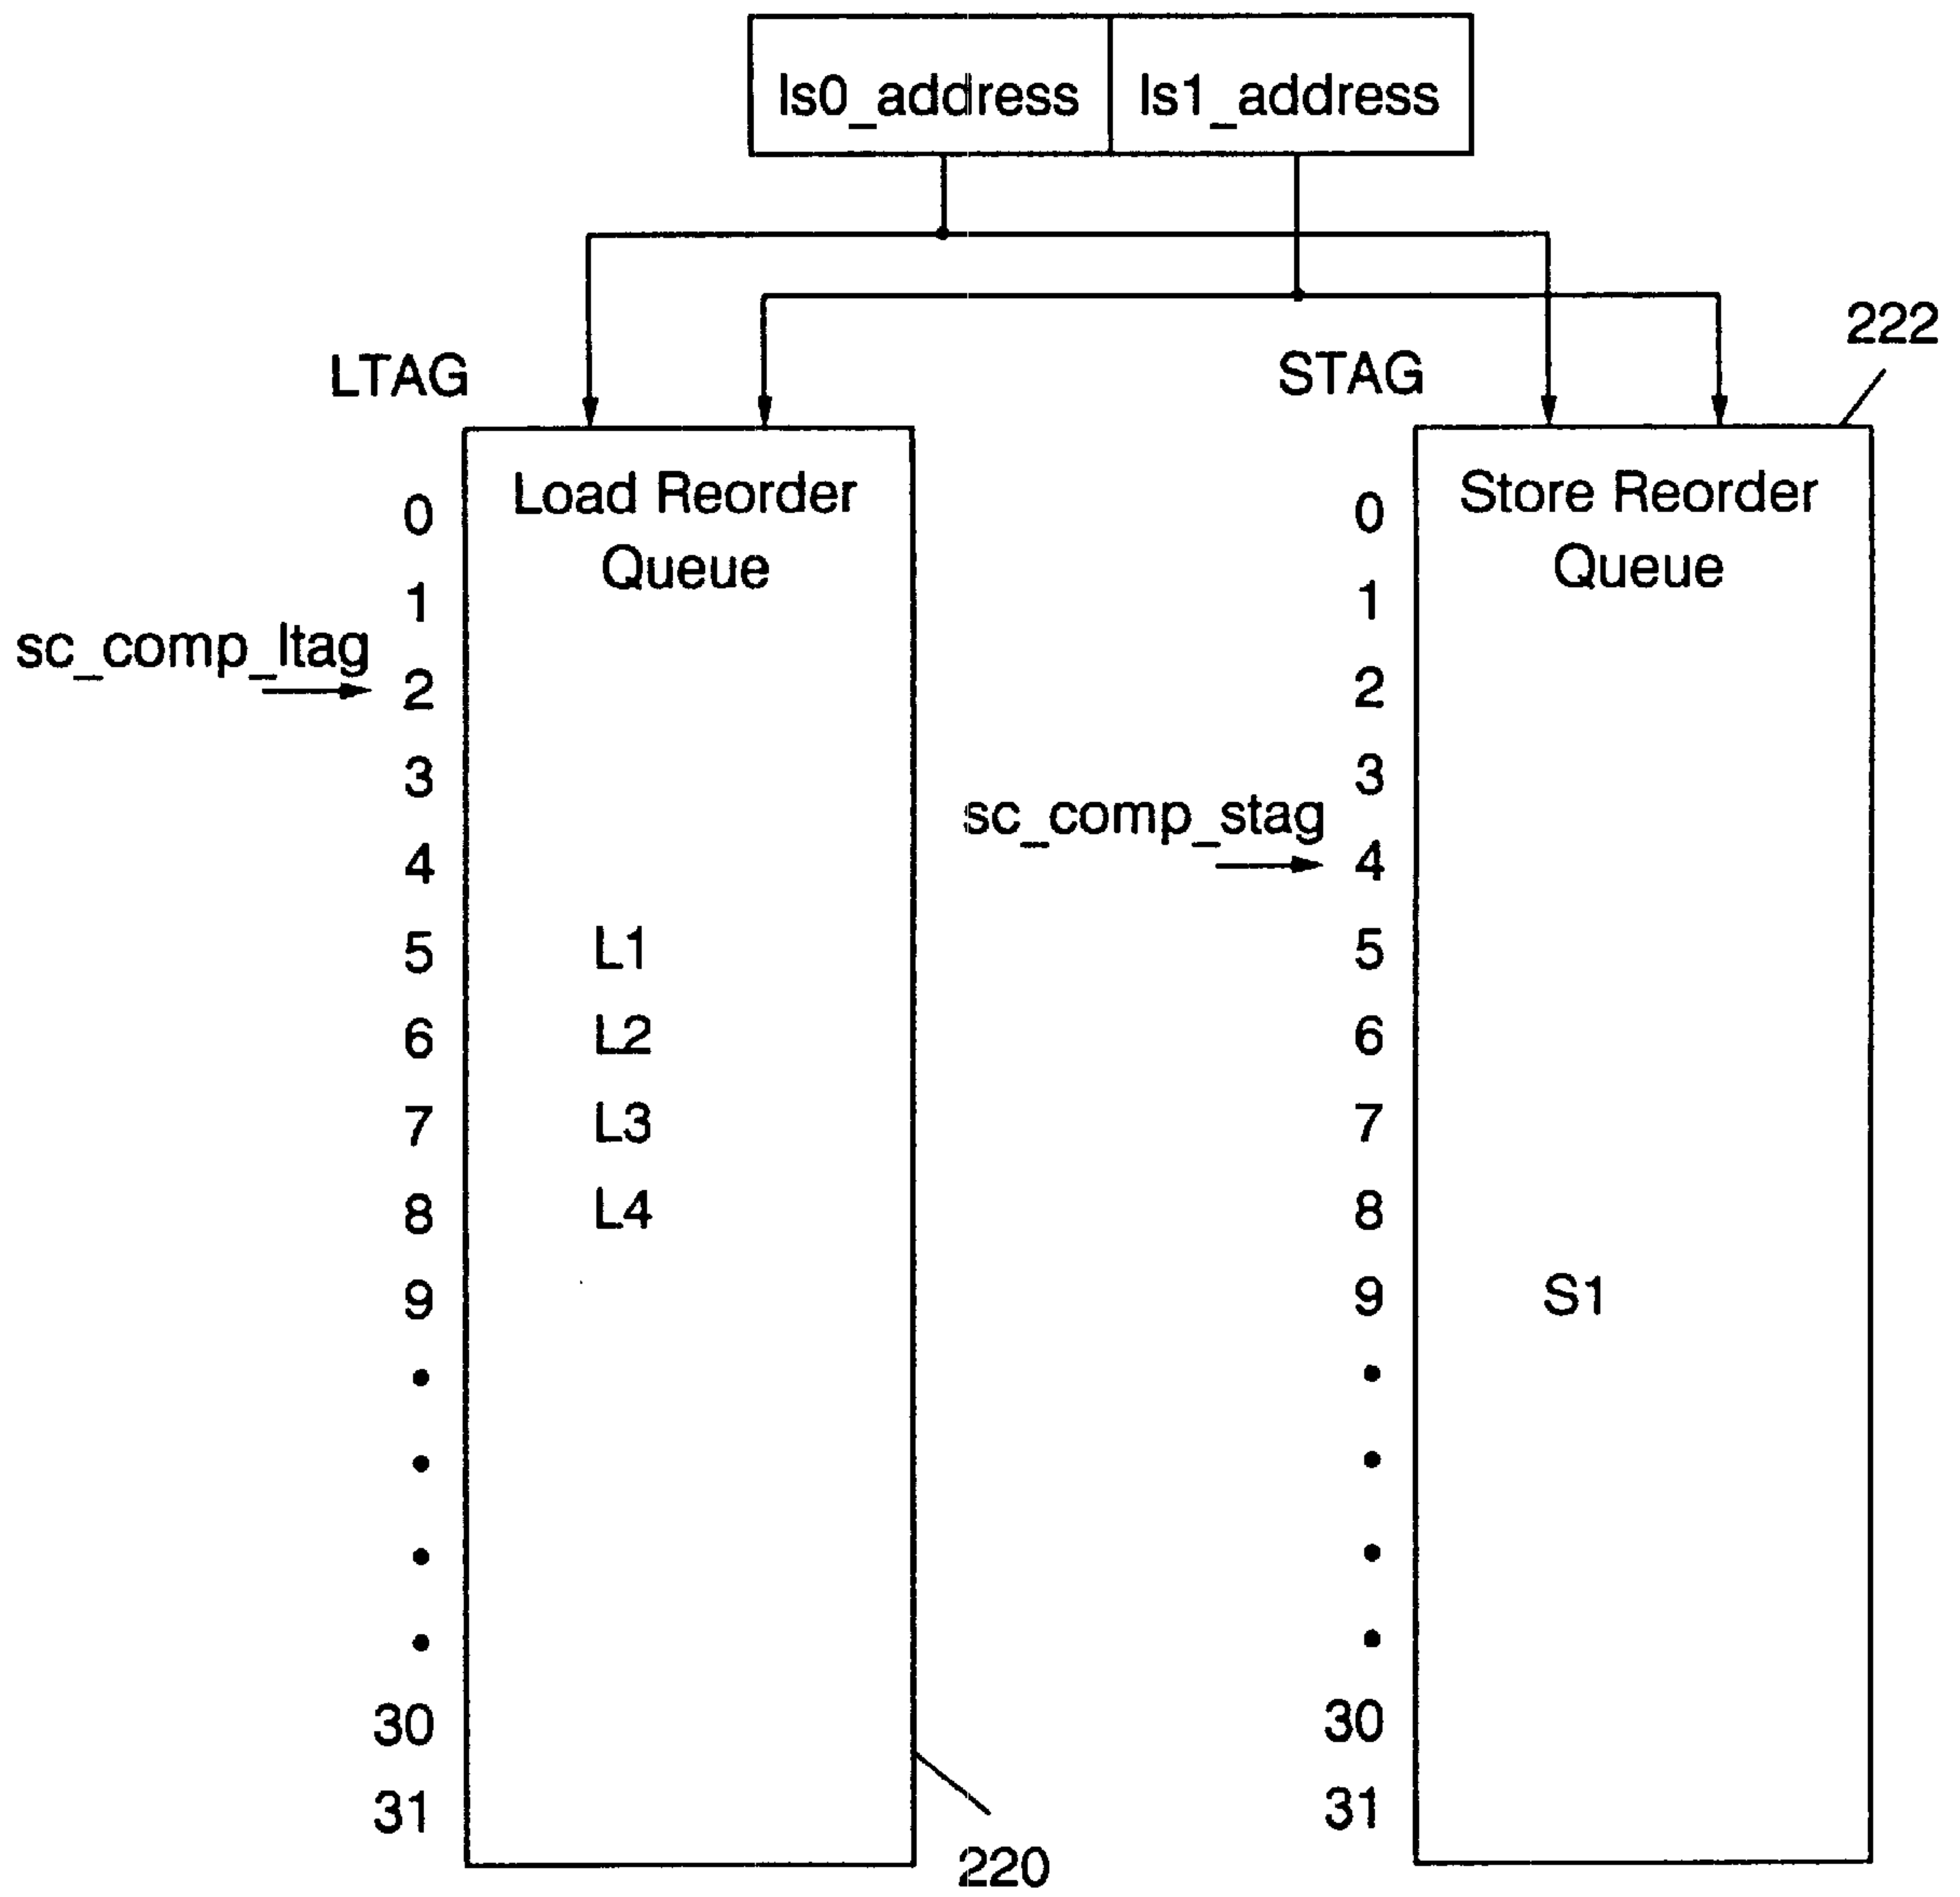 ls0_address ls1_address
222
LTAG
STAG
Load Reorder
Queue
Store Reorder
Queue
0
1
sc_comp_ltag
2
3
4
5 L1
6 L2
7 L3
8 L4
9
30
31
220
0
1
2
3
sc_comp_stag
4
5
6
7
8
9 S1
30
31